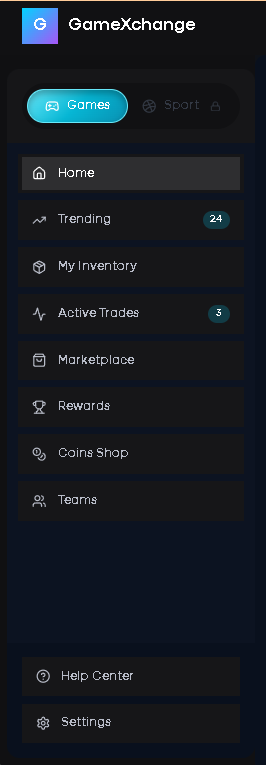 G GameXchange
Games Sport
Home
Trending 24
My Inventory
Active Trades 3
Marketplace
Rewards
Coins Shop
Teams
Help Center
Settings